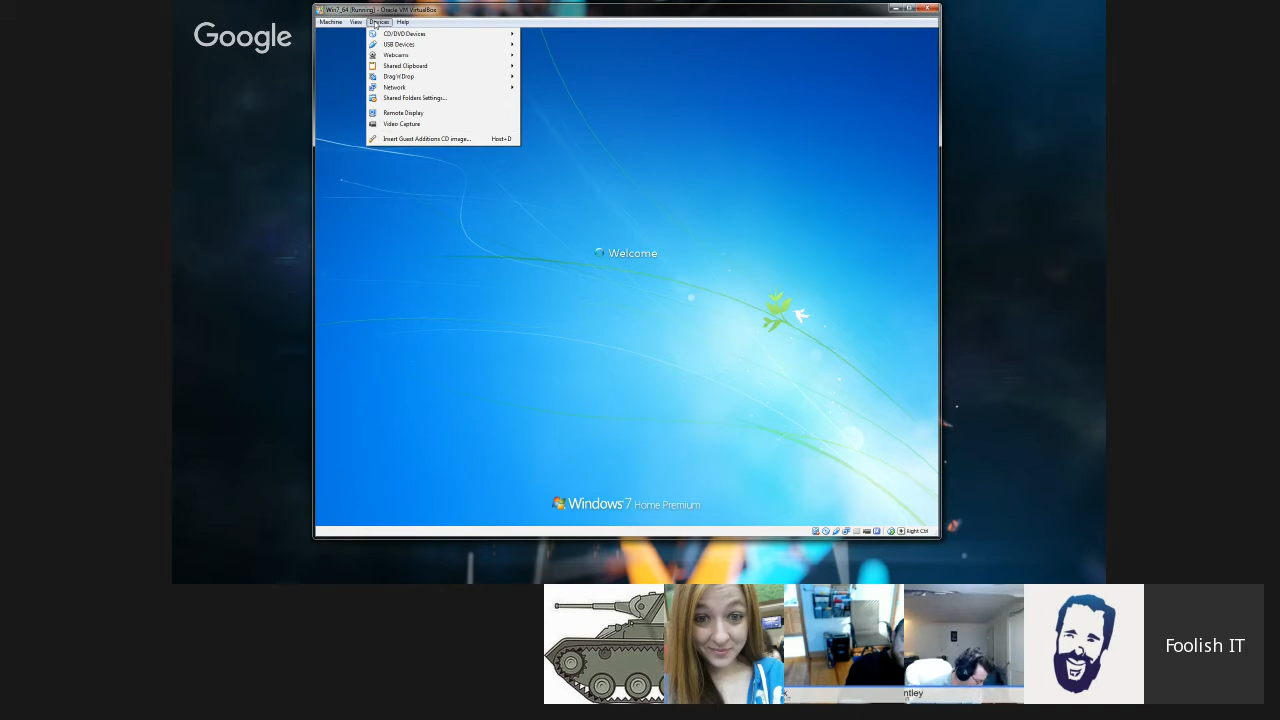 Google
Win7_64 [Running] - Oracle VM VirtualBox
Machine View Devices Help
CD/DVD Devices
USB Devices
Webcams
Shared Clipboard
Drag'n'Drop
Network
Shared Folders Settings...
Remote Display
Video Capture
Insert Guest Additions CD image... Host+D
Welcome
Windows 7 Home Premium
Right Ctrl
k
ntley
Foolish IT